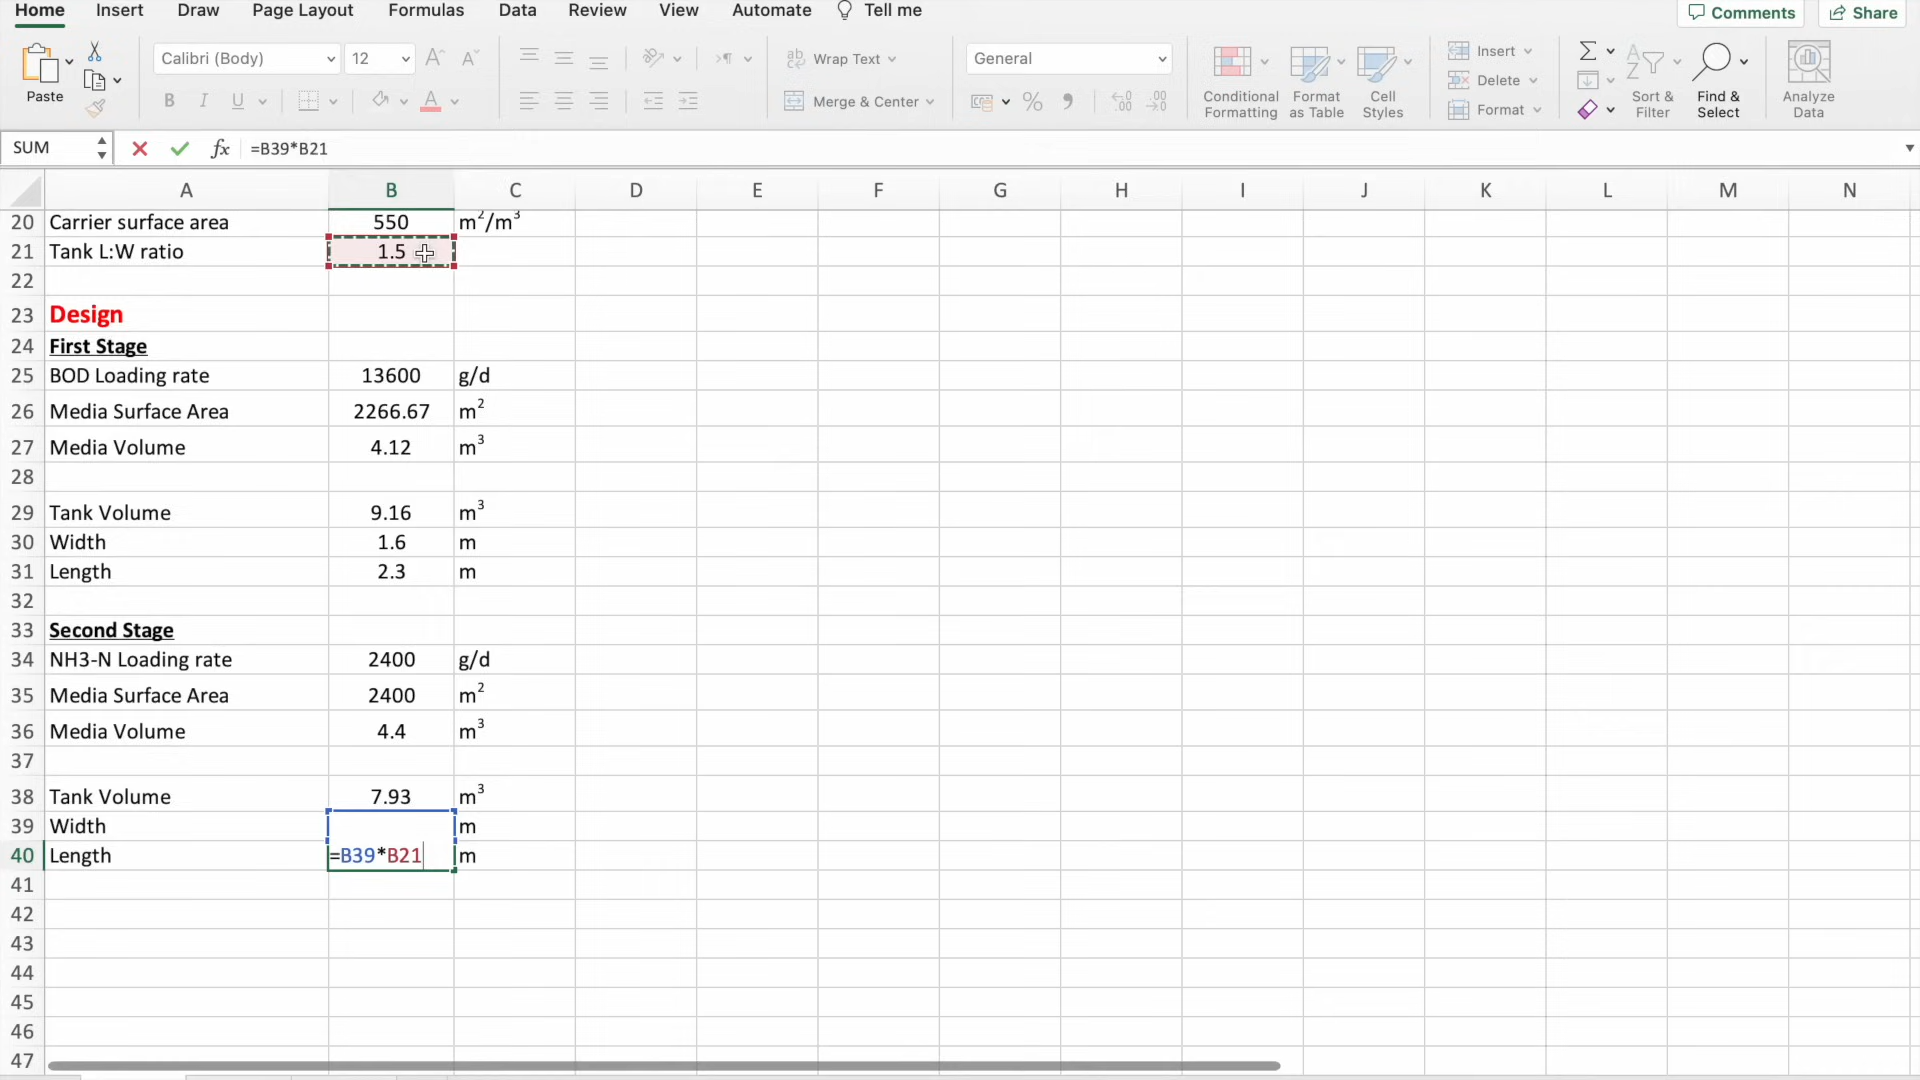 Home Insert Draw Page Layout Formulas Data Review View Automate Tell me Comments Share
Paste Calibri (Body) 12 A A Wrap Text General Conditional Formatting Format as Table Cell Styles Insert Sort & Filter Find & Select Analyze Data
B I U A Merge & Center % Delete
Format
SUM fx =B39*B21
A B C D E F G H I J K L M N
20 Carrier surface area 550 m²/m³
21 Tank L:W ratio 1.5
22
23 Design
24 First Stage
25 BOD Loading rate 13600 g/d
26 Media Surface Area 2266.67 m²
27 Media Volume 4.12 m³
28
29 Tank Volume 9.16 m³
30 Width 1.6 m
31 Length 2.3 m
32
33 Second Stage
34 NH3-N Loading rate 2400 g/d
35 Media Surface Area 2400 m²
36 Media Volume 4.4 m³
37
38 Tank Volume 7.93 m³
39 Width m
40 Length =B39*B21 m
41
42
43
44
45
46
47